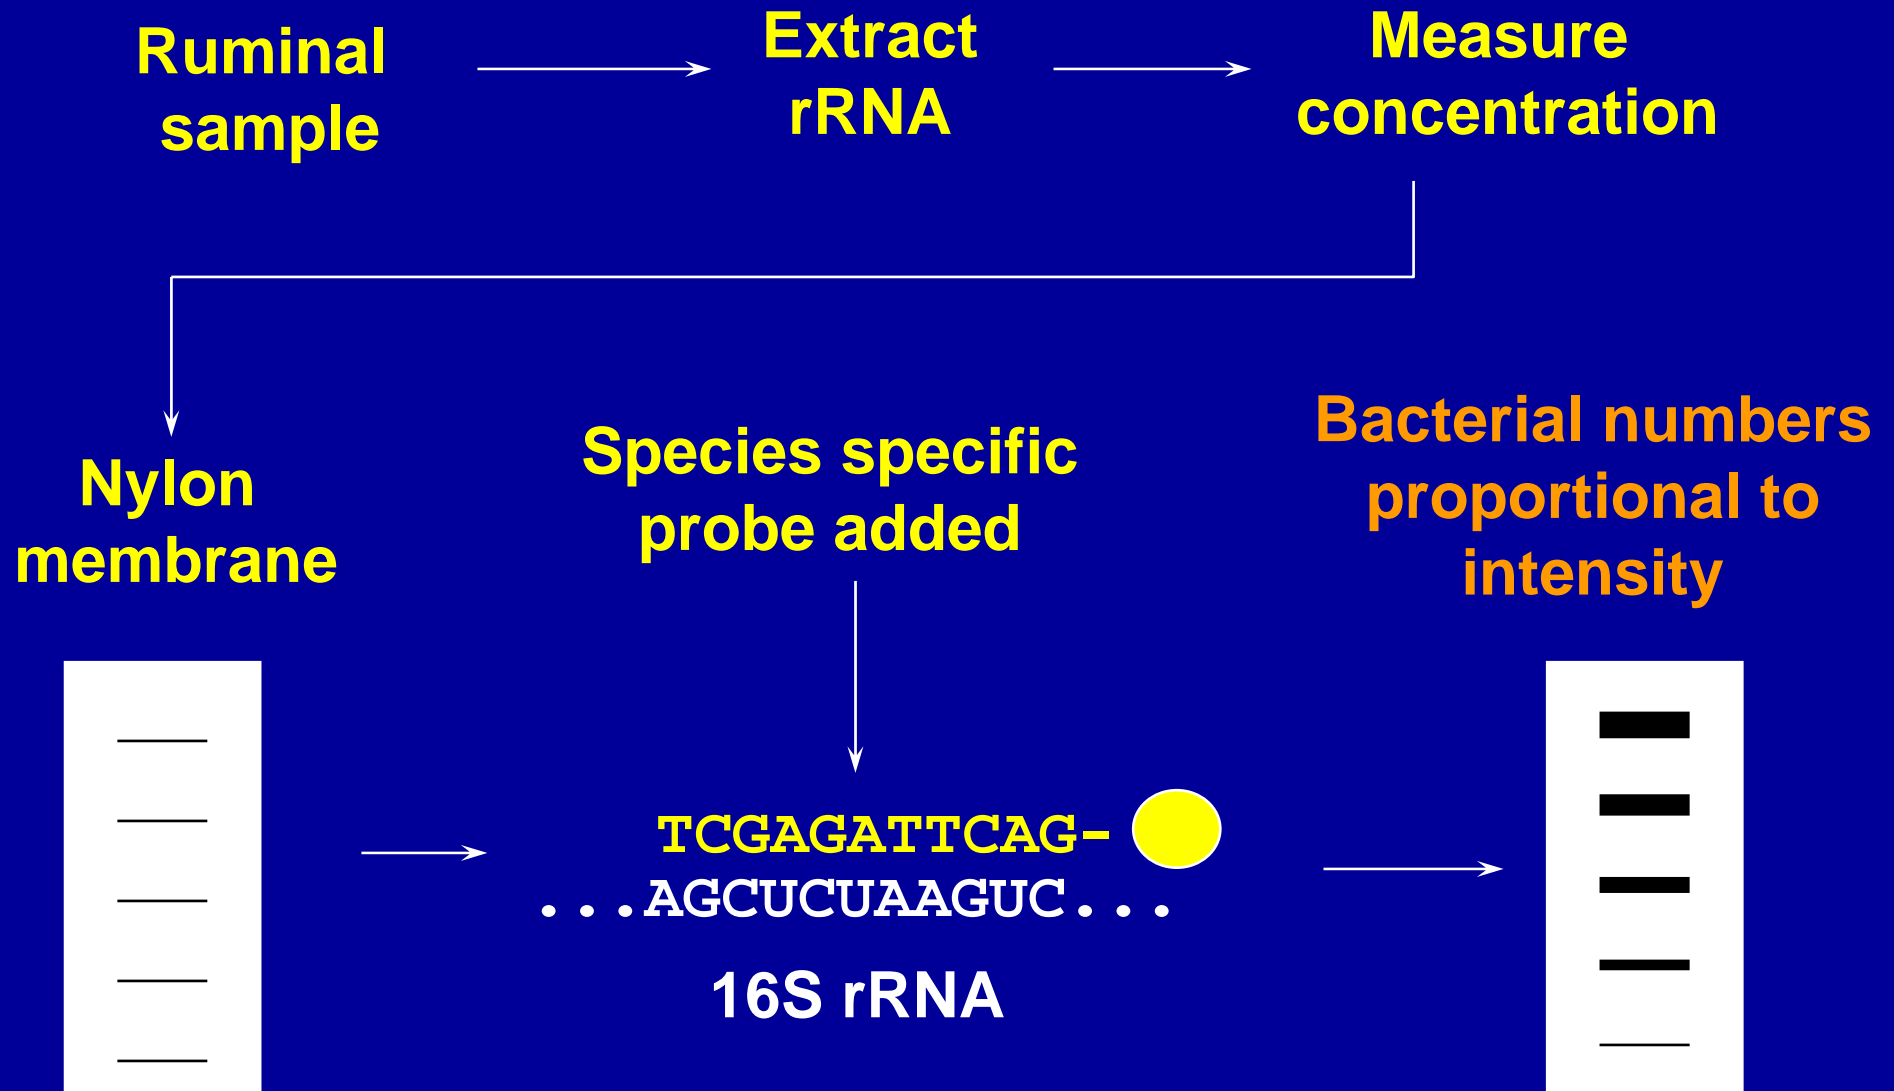 Ruminal
sample
Extract
rRNA
Measure
concentration
Nylon
membrane
Species specific
probe added
Bacterial numbers
proportional to
intensity
TCGAGATTCAG-
...AGCUCUAAGUC...
16S rRNA